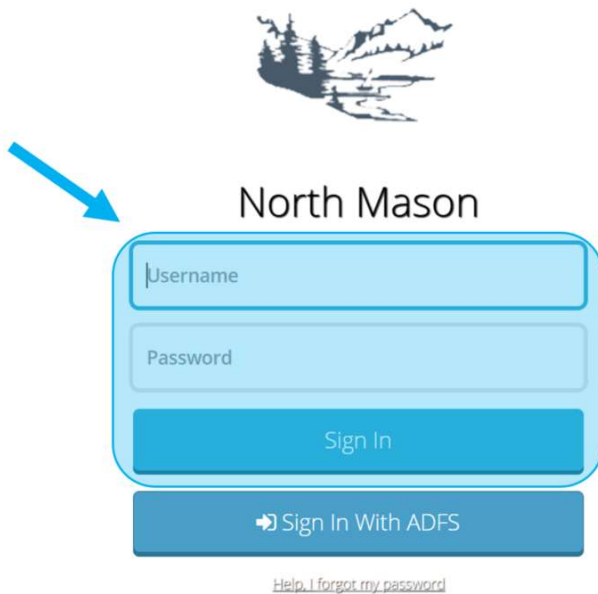 North Mason
Username
Password
Sign In
Sign In With ADFS
Help, I forgot my password